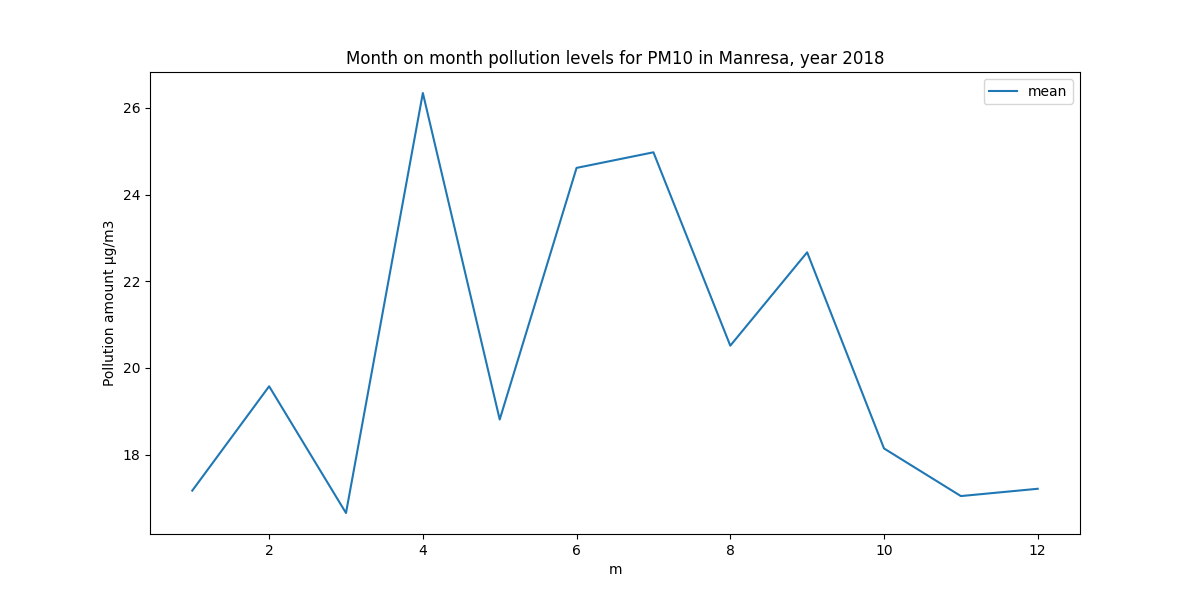 Month on month pollution levels for PM10 in Manresa, year 2018
mean
Pollution amount µg/m3
26
24
22
20
18
2 4 6 8 10 12
m